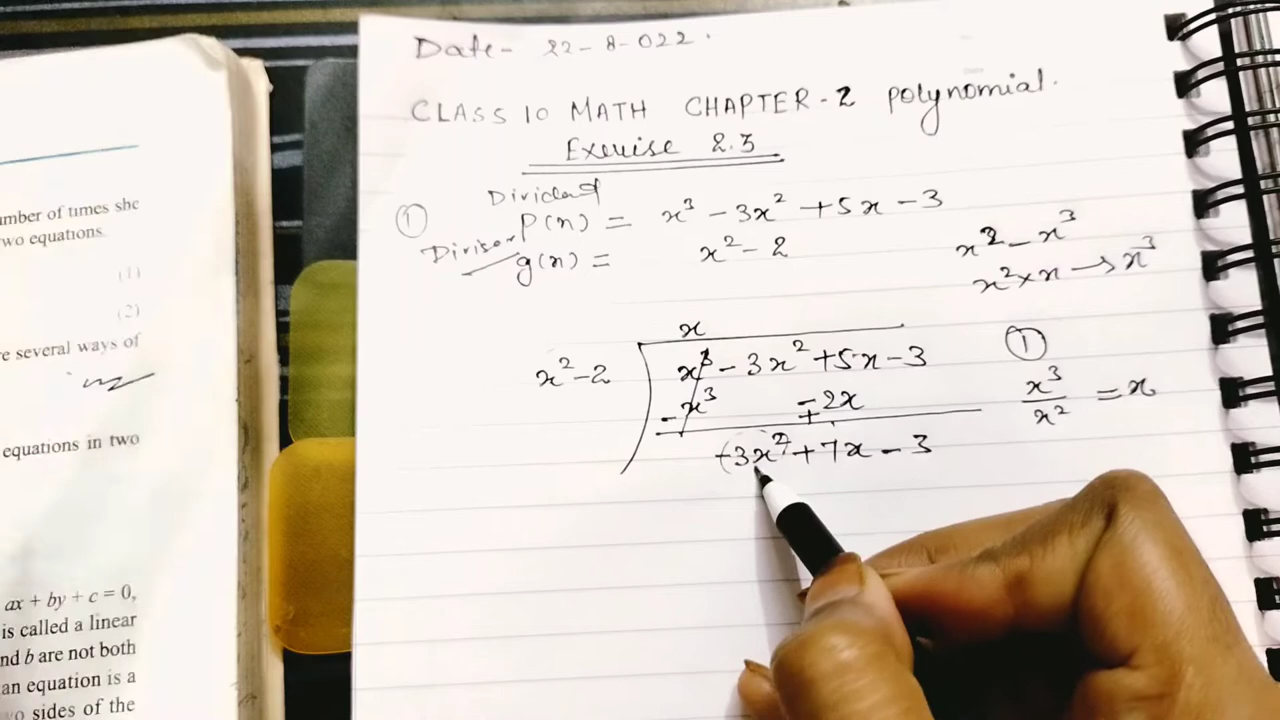 umber of times she
wo equations.
(1)
(2)
re several ways of
equations in two
ax + by + c = 0,
is called a linear
nd b are not both
an equation is a
o sides of the
Date- 22-8-022.
CLASS 10 MATH CHAPTER-2 polynomial.
Exercise 2.3
Dividend
① P(x) = x³ - 3x² + 5x - 3
Divisor g(x) = x² - 2
x² - x³
x² × x → x³
x
x² - 2 x³ - 3x² + 5x - 3
- x³ - 2x
+
-3x² + 7x - 3
①
x³/x² = x